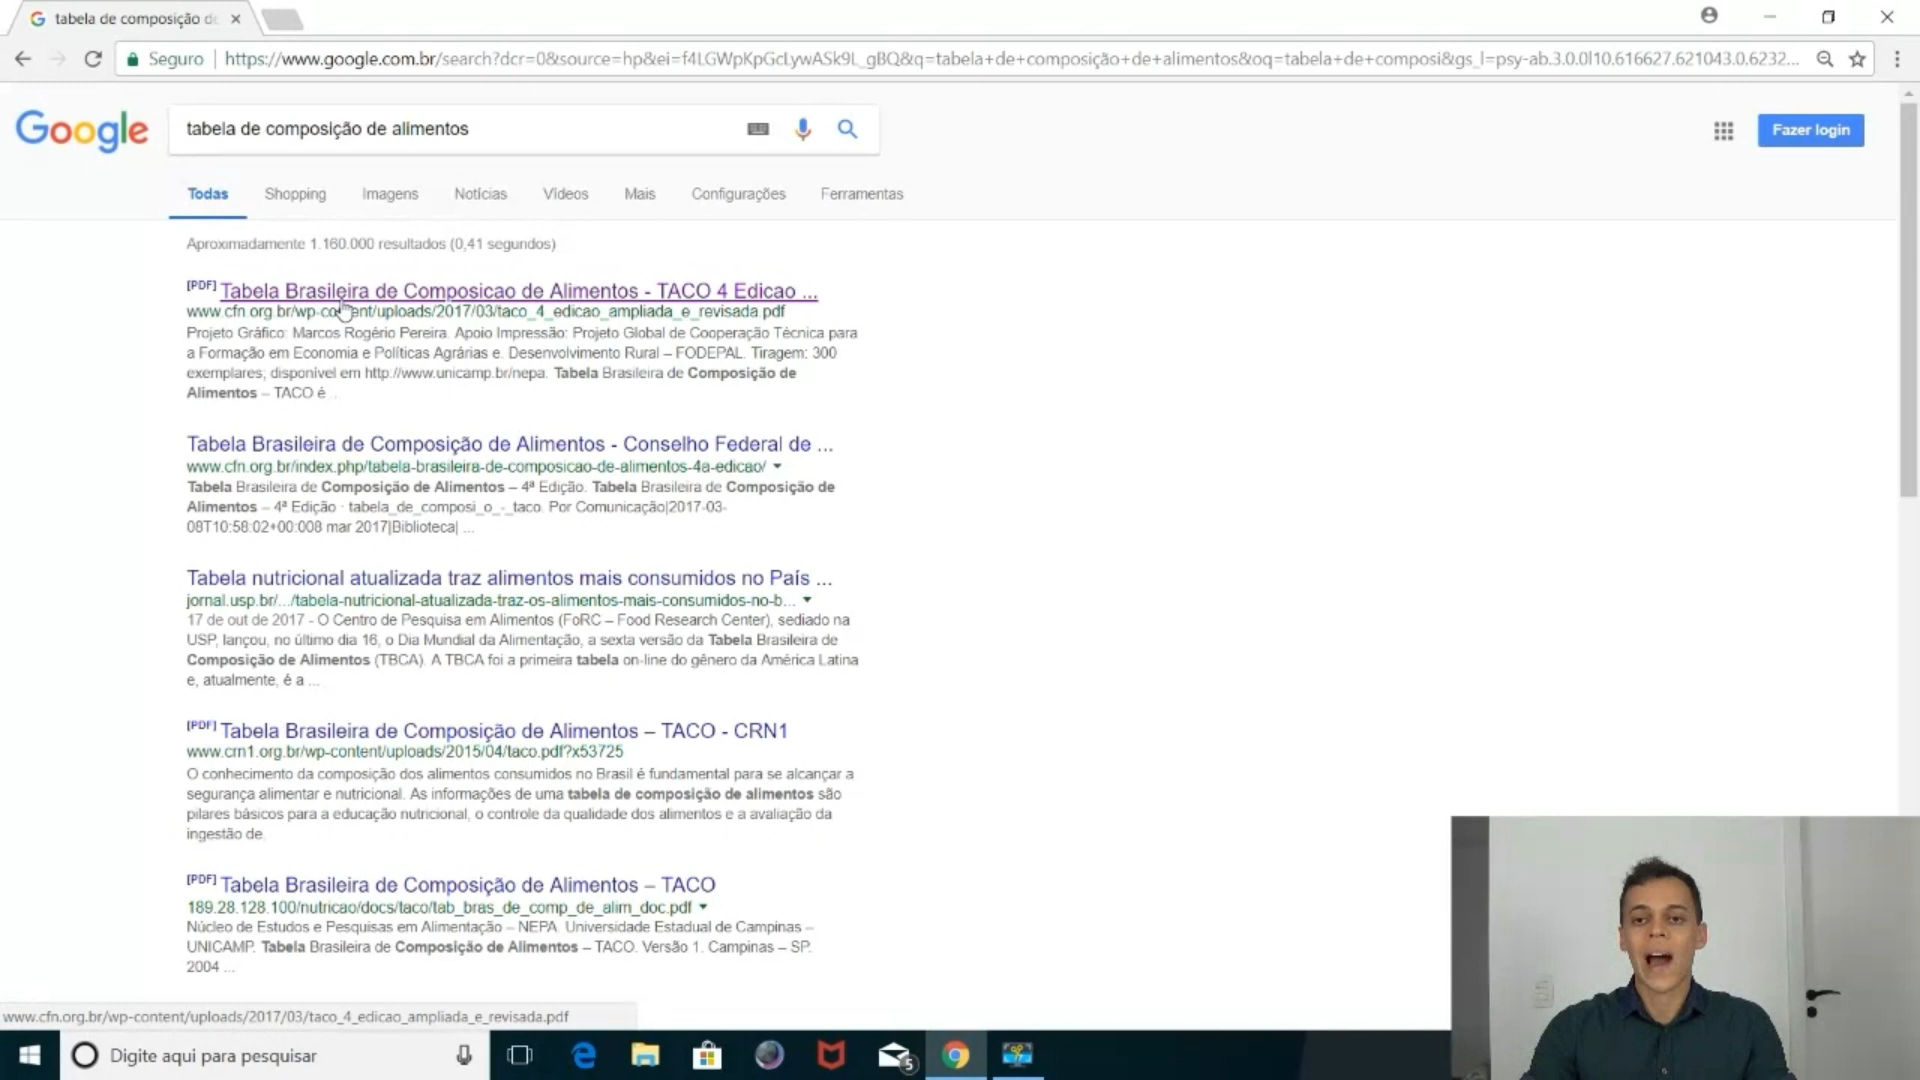 tabela de composição d
Seguro
https://www.google.com.br/search?dcr=0&source=hp&ei=f4LGWpKpGcLywASk9L_gBQ&q=tabela+de+composição+de+alimentos&oq=tabela+de+composi&gs_l=psy-ab.3.0.0l10.616627.621043.0.6232...
Google
tabela de composição de alimentos
Fazer login
Todas Shopping Imagens Notícias Vídeos Mais Configurações Ferramentas
Aproximadamente 1.160.000 resultados (0,41 segundos)
[PDF] Tabela Brasileira de Composicao de Alimentos - TACO 4 Edicao ...
www.cfn.org.br/wp-content/uploads/2017/03/taco_4_edicao_ampliada_e_revisada.pdf
Projeto Gráfico: Marcos Rogério Pereira. Apoio Impressão: Projeto Global de Cooperação Técnica para
a Formação em Economia e Políticas Agrárias e. Desenvolvimento Rural – FODEPAL. Tiragem: 300
exemplares; disponível em http://www.unicamp.br/nepa. Tabela Brasileira de Composição de
Alimentos – TACO é ...
Tabela Brasileira de Composição de Alimentos - Conselho Federal de ...
www.cfn.org.br/index.php/tabela-brasileira-de-composicao-de-alimentos-4a-edicao/
Tabela Brasileira de Composição de Alimentos – 4ª Edição. Tabela Brasileira de Composição de
Alimentos – 4ª Edição · tabela_de_composi_o_-_taco. Por Comunicação|2017-03-
08T10:58:02+00:008 mar 2017|Biblioteca| ...
Tabela nutricional atualizada traz alimentos mais consumidos no País ...
jornal.usp.br/.../tabela-nutricional-atualizada-traz-os-alimentos-mais-consumidos-no-b...
17 de out de 2017 - O Centro de Pesquisa em Alimentos (FoRC – Food Research Center), sediado na
USP, lançou, no último dia 16, o Dia Mundial da Alimentação, a sexta versão da Tabela Brasileira de
Composição de Alimentos (TBCA). A TBCA foi a primeira tabela on-line do gênero da América Latina
e, atualmente, é a ...
[PDF] Tabela Brasileira de Composição de Alimentos – TACO - CRN1
www.crn1.org.br/wp-content/uploads/2015/04/taco.pdf?x53725
O conhecimento da composição dos alimentos consumidos no Brasil é fundamental para se alcançar a
segurança alimentar e nutricional. As informações de uma tabela de composição de alimentos são
pilares básicos para a educação nutricional, o controle da qualidade dos alimentos e a avaliação da
ingestão de.
[PDF] Tabela Brasileira de Composição de Alimentos – TACO
189.28.128.100/nutricao/docs/taco/tab_bras_de_comp_de_alim_doc.pdf
Núcleo de Estudos e Pesquisas em Alimentação – NEPA. Universidade Estadual de Campinas –
UNICAMP. Tabela Brasileira de Composição de Alimentos – TACO. Versão 1. Campinas – SP.
2004 ...
www.cfn.org.br/wp-content/uploads/2017/03/taco_4_edicao_ampliada_e_revisada.pdf
Digite aqui para pesquisar
5